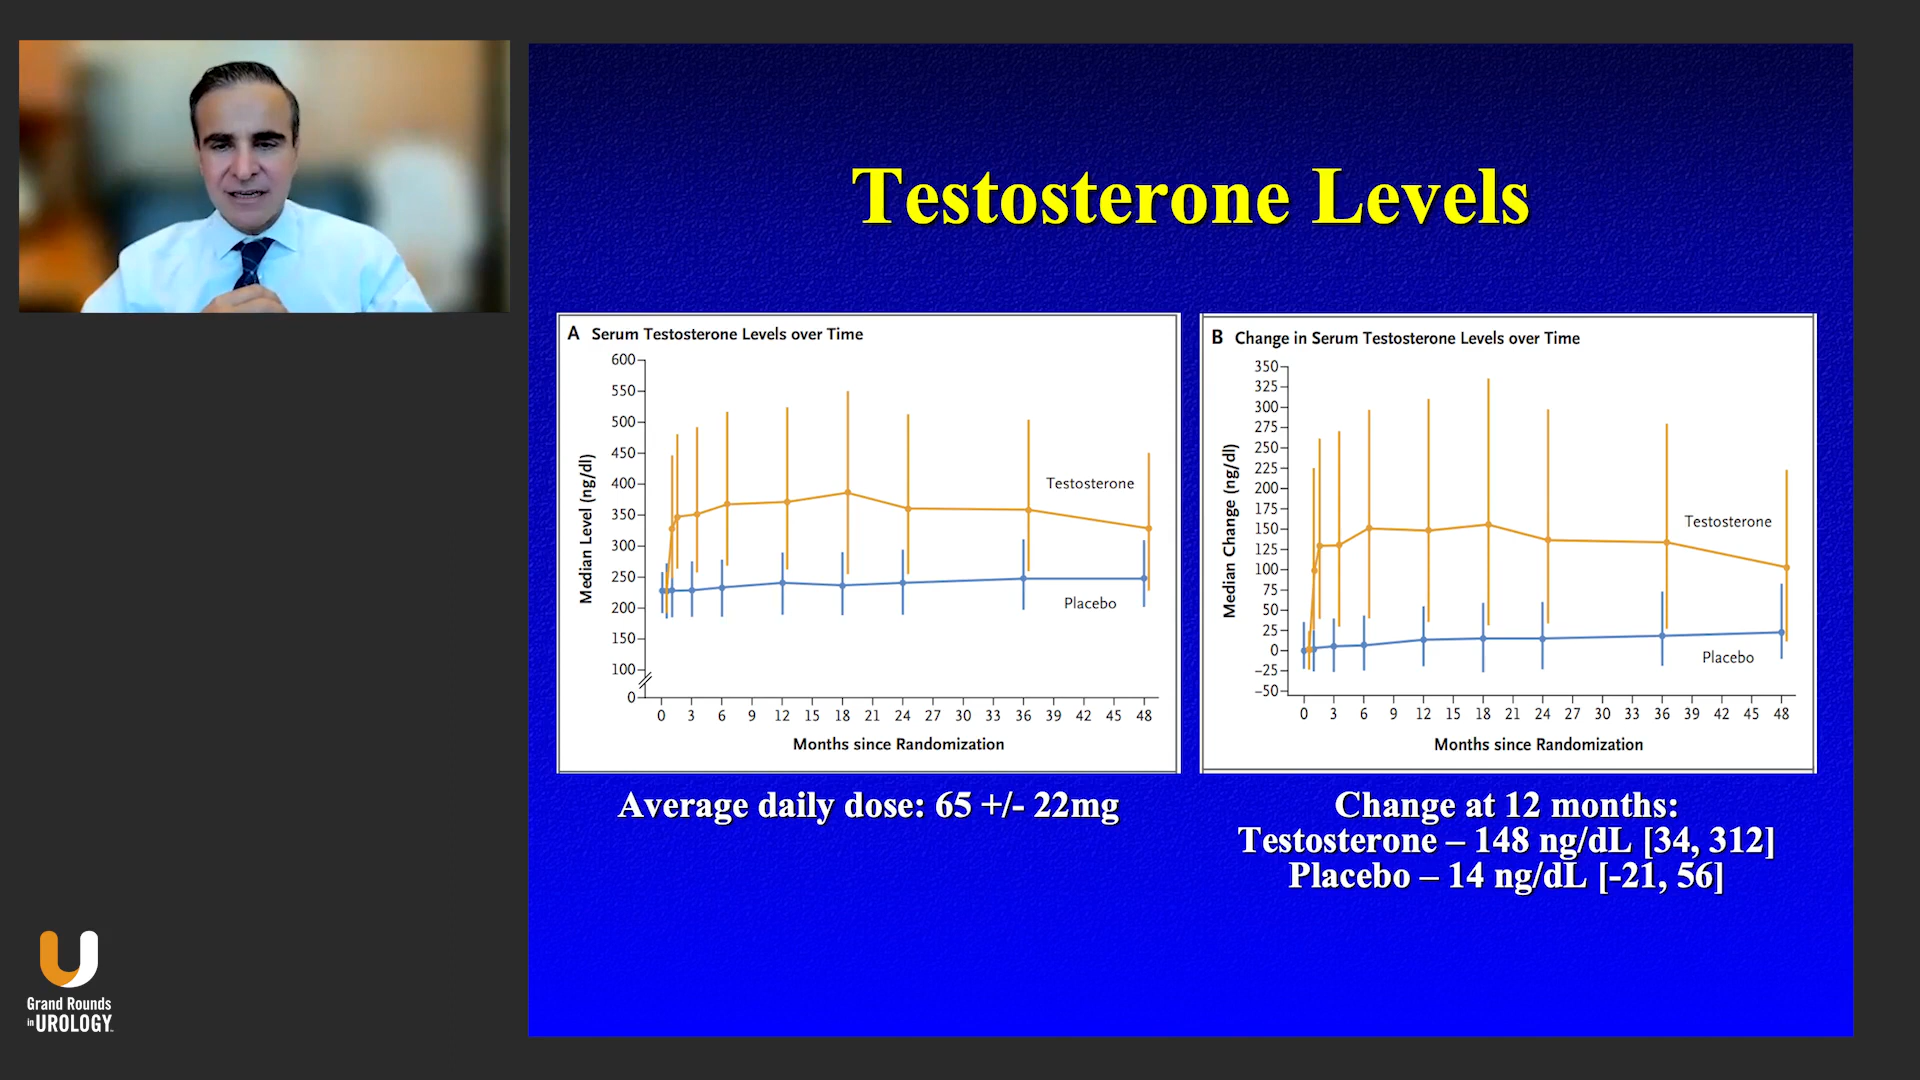 Testosterone Levels
A Serum Testosterone Levels over Time
600
550
500
450
400
350
300
250
200
150
100
0
Median Level (ng/dl)
Testosterone
Placebo
0 3 6 9 12 15 18 21 24 27 30 33 36 39 42 45 48
Months since Randomization
B Change in Serum Testosterone Levels over Time
350
325
300
275
250
225
200
175
150
125
100
75
50
25
0
−25
−50
Median Change (ng/dl)
Testosterone
Placebo
0 3 6 9 12 15 18 21 24 27 30 33 36 39 42 45 48
Months since Randomization
Average daily dose: 65 +/- 22mg
Change at 12 months:
Testosterone – 148 ng/dL [34, 312]
Placebo – 14 ng/dL [-21, 56]
Grand Rounds
in UROLOGY